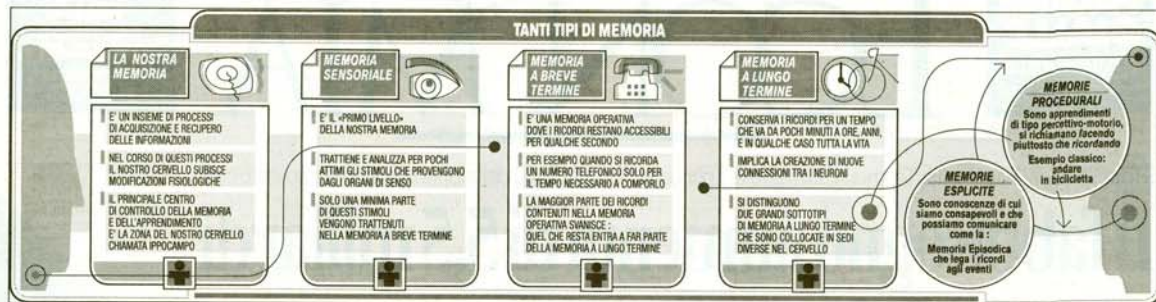 TANTI TIPI DI MEMORIA
LA NOSTRA
MEMORIA
E' UN INSIEME DI PROCESSI
DI ACQUISIZIONE E RECUPERO
DELLE INFORMAZIONI
NEL CORSO DI QUESTI PROCESSI
IL NOSTRO CERVELLO SUBISCE
MODIFICAZIONI FISIOLOGICHE
IL PRINCIPALE CENTRO
DI CONTROLLO DELLA MEMORIA
E DELL'APPRENDIMENTO
E' LA ZONA DEL NOSTRO CERVELLO
CHIAMATA IPPOCAMPO
MEMORIA
SENSORIALE
E' IL «PRIMO LIVELLO»
DELLA NOSTRA MEMORIA
TRATTIENE E ANALIZZA PER POCHI
ATTIMI GLI STIMOLI CHE PROVENGONO
DAGLI ORGANI DI SENSO
SOLO UNA MINIMA PARTE
DI QUESTI STIMOLI
VENGONO TRATTENUTI
NELLA MEMORIA A BREVE TERMINE
MEMORIA
A BREVE
TERMINE
E' UNA MEMORIA OPERATIVA
DOVE I RICORDI RESTANO ACCESSIBILI
PER QUALCHE SECONDO
PER ESEMPIO QUANDO SI RICORDA
UN NUMERO TELEFONICO SOLO PER
IL TEMPO NECESSARIO A COMPORLO
LA MAGGIOR PARTE DEI RICORDI
CONTENUTI NELLA MEMORIA
OPERATIVA SVANISCE :
QUEL CHE RESTA ENTRA A FAR PARTE
DELLA MEMORIA A LUNGO TERMINE
MEMORIA
A LUNGO
TERMINE
CONSERVA I RICORDI PER UN TEMPO
CHE VA DA POCHI MINUTI A ORE, ANNI,
E IN QUALCHE CASO TUTTA LA VITA
IMPLICA LA CREAZIONE DI NUOVE
CONNESSIONI TRA I NEURONI
SI DISTINGUONO
DUE GRANDI SOTTOTIPI
DI MEMORIA A LUNGO TERMINE
CHE SONO COLLOCATE IN SEDI
DIVERSE NEL CERVELLO
MEMORIE
PROCEDURALI
Sono apprendimenti
di tipo percettivo-motorio,
si richiamano facendo
piuttosto che ricordando
Esempio classico:
andare
in bicicletta
MEMORIE
ESPLICITE
Sono conoscenze di cui
siamo consapevoli e che
possiamo comunicare
come la :
Memoria Episodica
che lega i ricordi
agli eventi